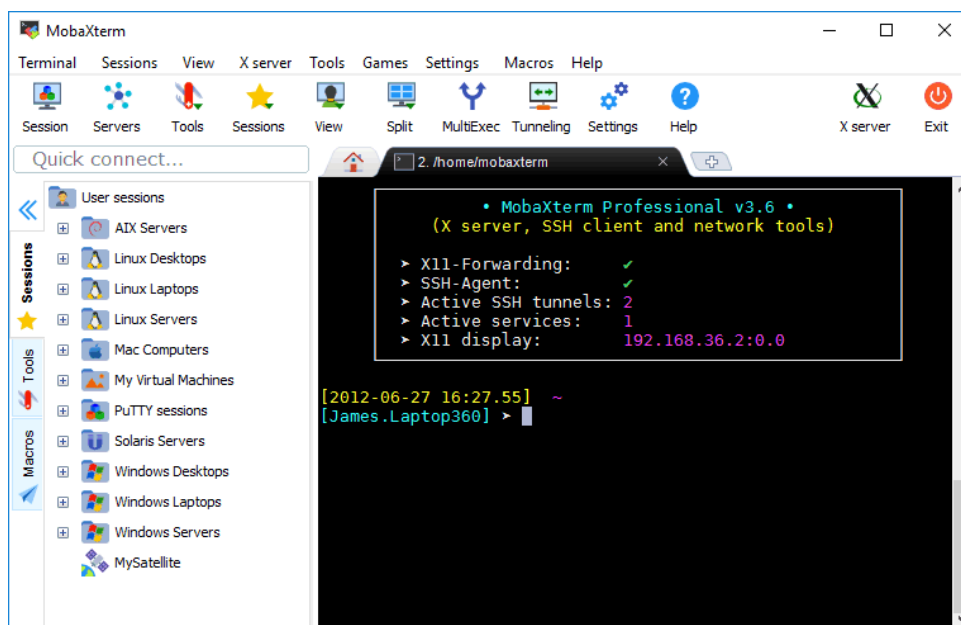 MobaXterm
Terminal Sessions View X server Tools Games Settings Macros Help
Session Servers Tools Sessions View Split MultiExec Tunneling Settings Help X server Exit
Quick connect...
2. /home/mobaxterm
Sessions
Tools
Macros
User sessions
AIX Servers
Linux Desktops
Linux Laptops
Linux Servers
Mac Computers
My Virtual Machines
PuTTY sessions
Solaris Servers
Windows Desktops
Windows Laptops
Windows Servers
MySatellite
• MobaXterm Professional v3.6 •
(X server, SSH client and network tools)
➤ X11-Forwarding: ✔
➤ SSH-Agent: ✔
➤ Active SSH tunnels: 2
➤ Active services: 1
➤ X11 display: 192.168.36.2:0.0
[2012-06-27 16:27.55] ~
[James.Laptop360] ➤